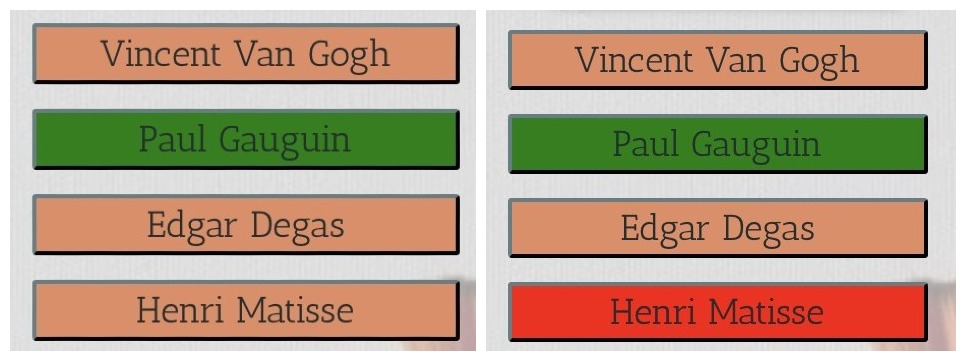 Vincent Van Gogh
Paul Gauguin
Edgar Degas
Henri Matisse
Vincent Van Gogh
Paul Gauguin
Edgar Degas
Henri Matisse